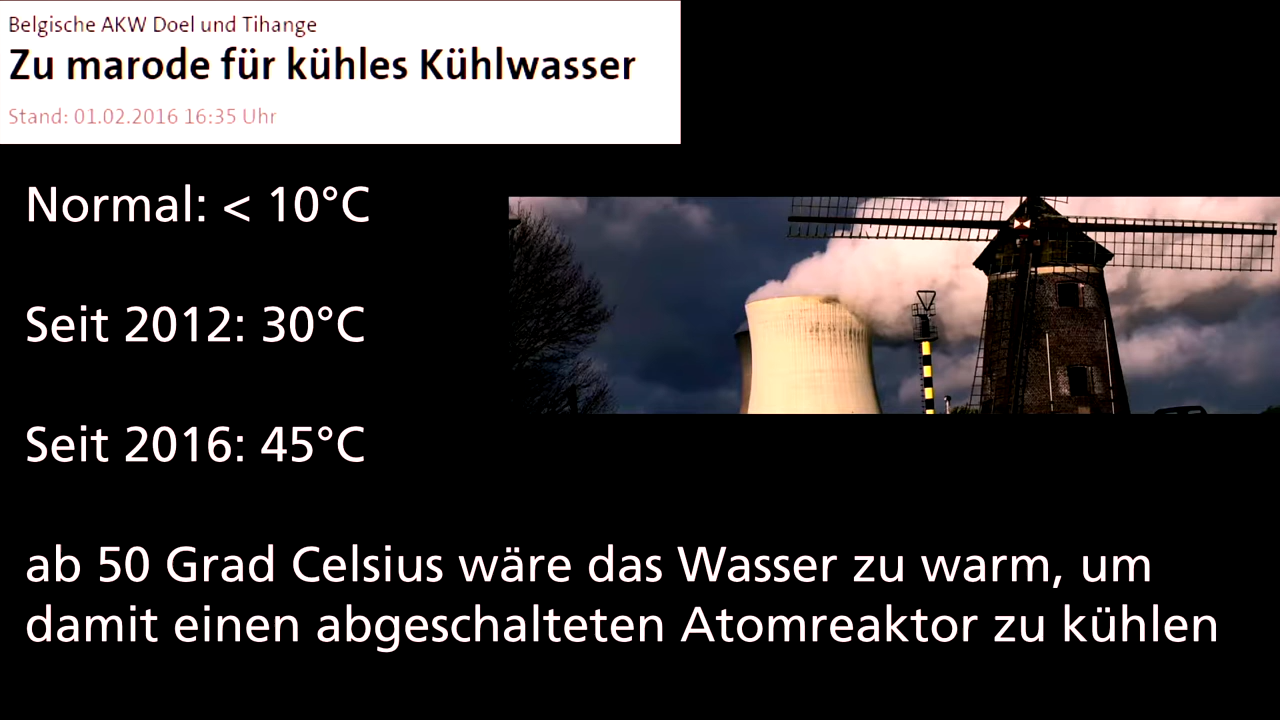 Belgische AKW Doel und Tihange
Zu marode für kühles Kühlwasser
Stand: 01.02.2016 16:35 Uhr
Normal: < 10°C
Seit 2012: 30°C
Seit 2016: 45°C
ab 50 Grad Celsius wäre das Wasser zu warm, um
damit einen abgeschalteten Atomreaktor zu kühlen